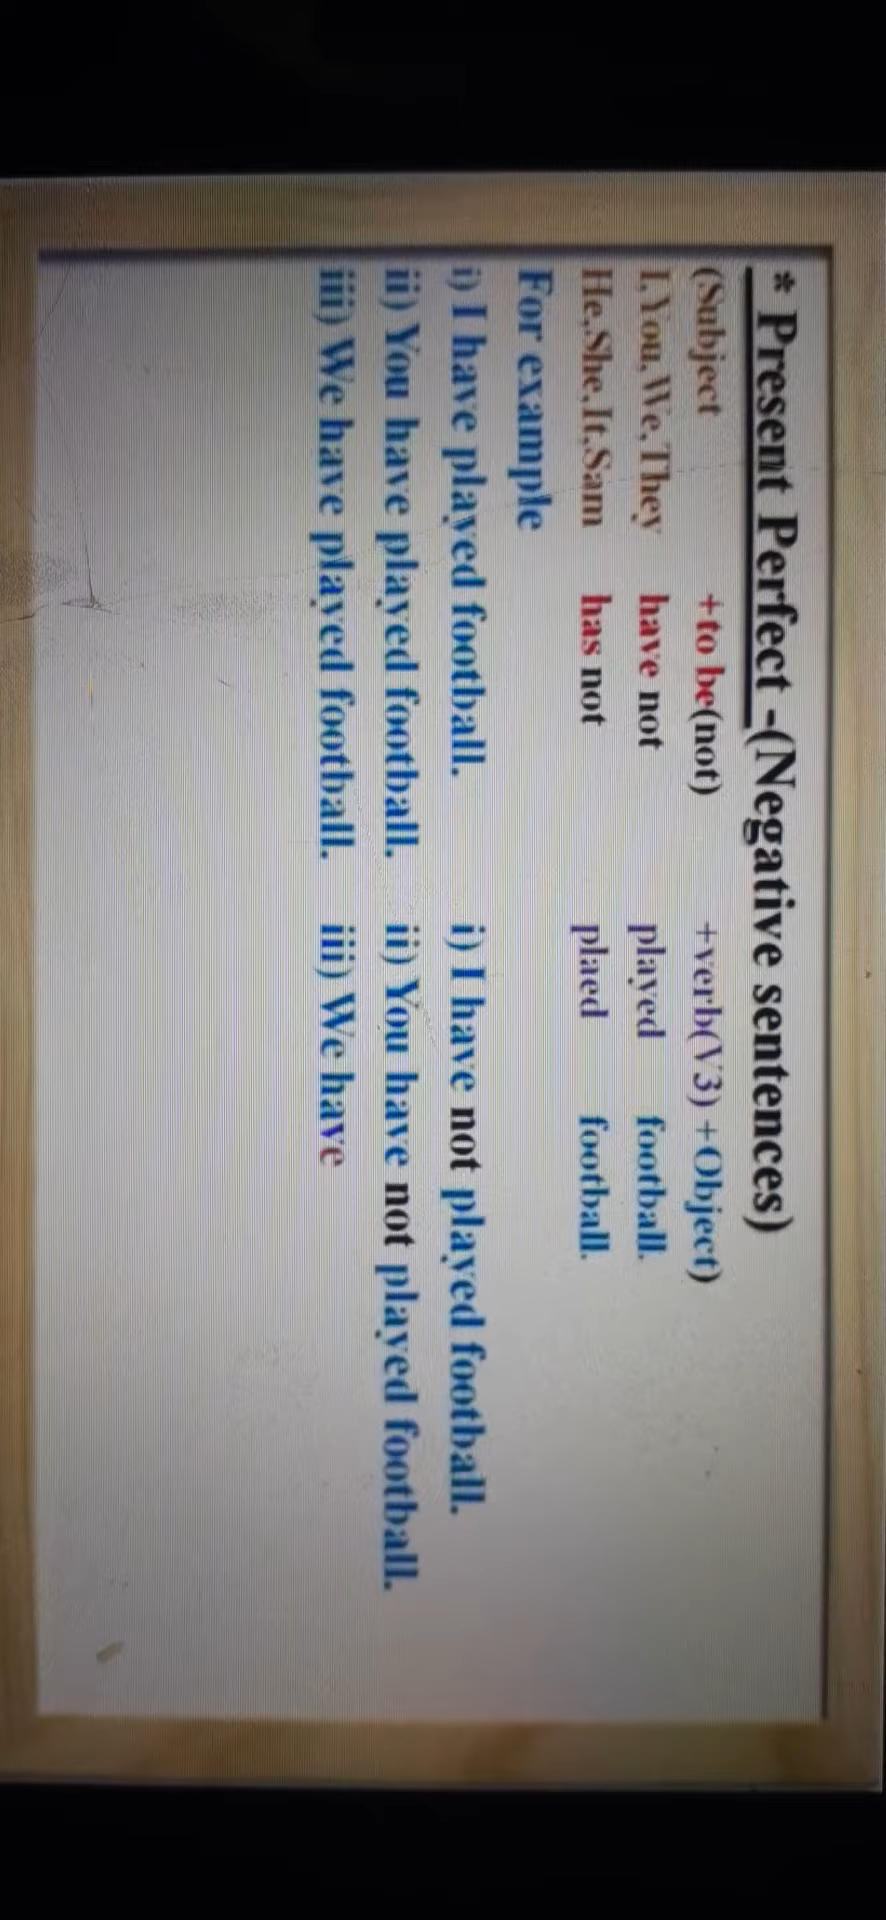 * Present Perfect -(Negative sentences)
(Subject +to be(not) +verb(V3) +Object)
I,You,We,They have not played football.
He,She,It,Sam has not plaed football.
For example
i) I have played football. i) I have not played football.
ii) You have played football. ii) You have not played football.
iii) We have played football. iii) We have